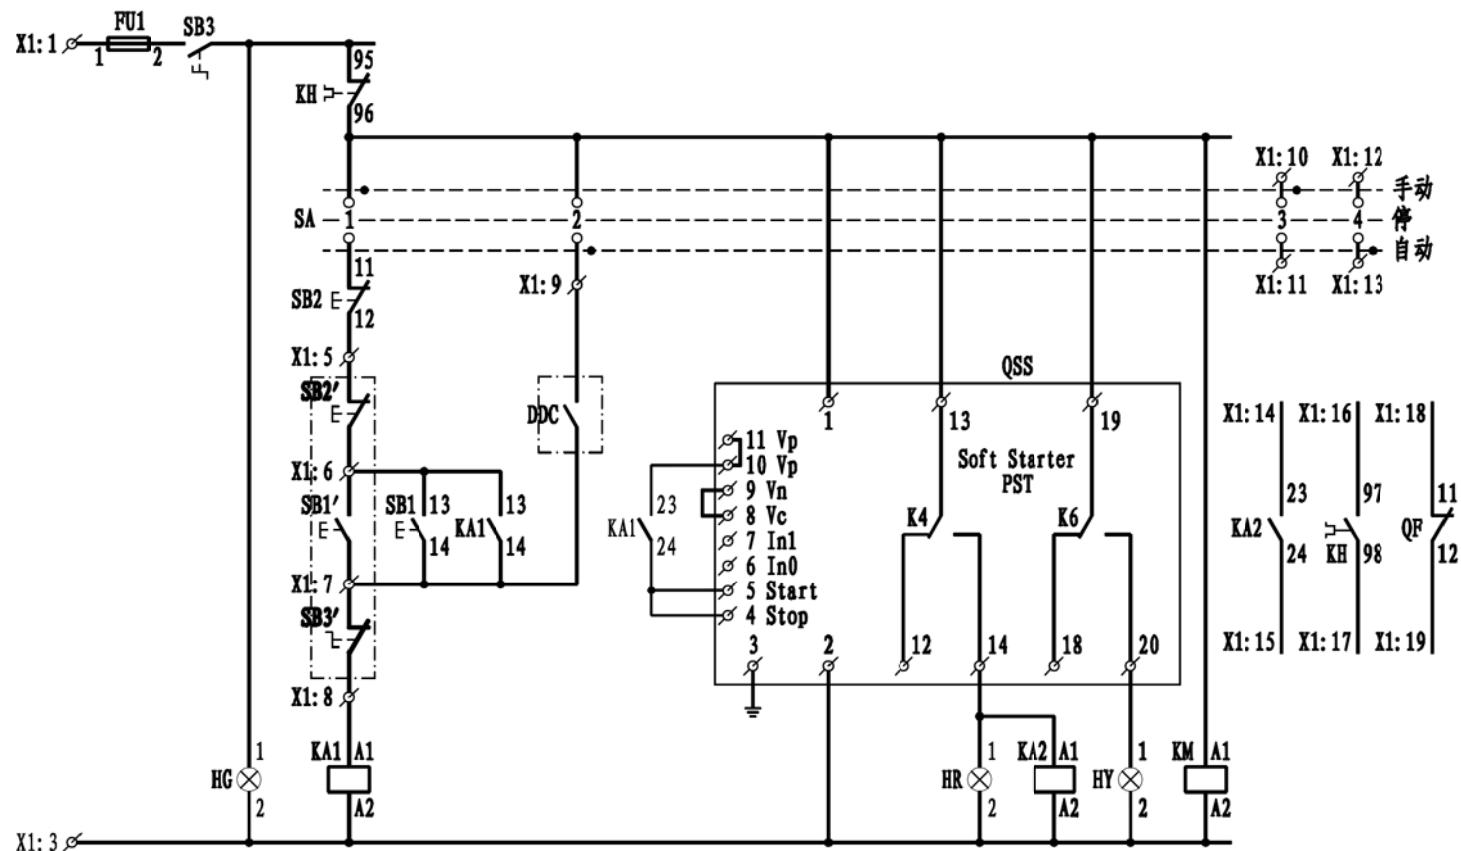 FU1
SB3
X1:1
1
2
95
KH
96
X1:10
X1:12
手动
SA
1
2
3
4
停
自动
11
SB2
12
X1:9
X1:11
X1:13
X1:5
QSS
SB2'
DDC
1
13
19
X1:14
X1:16
X1:18
11 Vp
10 Vp
Soft Starter
PST
X1:6
9 Vn
8 Vc
SB1'
SB1
13
14
KA1
13
14
KA1
23
24
K4
K6
23
KA2
24
97
KH
98
11
QF
12
7 In1
6 In0
X1:7
5 Start
4 Stop
SB3'
3
2
12
14
18
20
X1:15
X1:17
X1:19
X1:8
1
HG
2
KA1
A1
A2
1
HR
2
KA2
A1
A2
1
HY
2
KM
A1
A2
X1:3